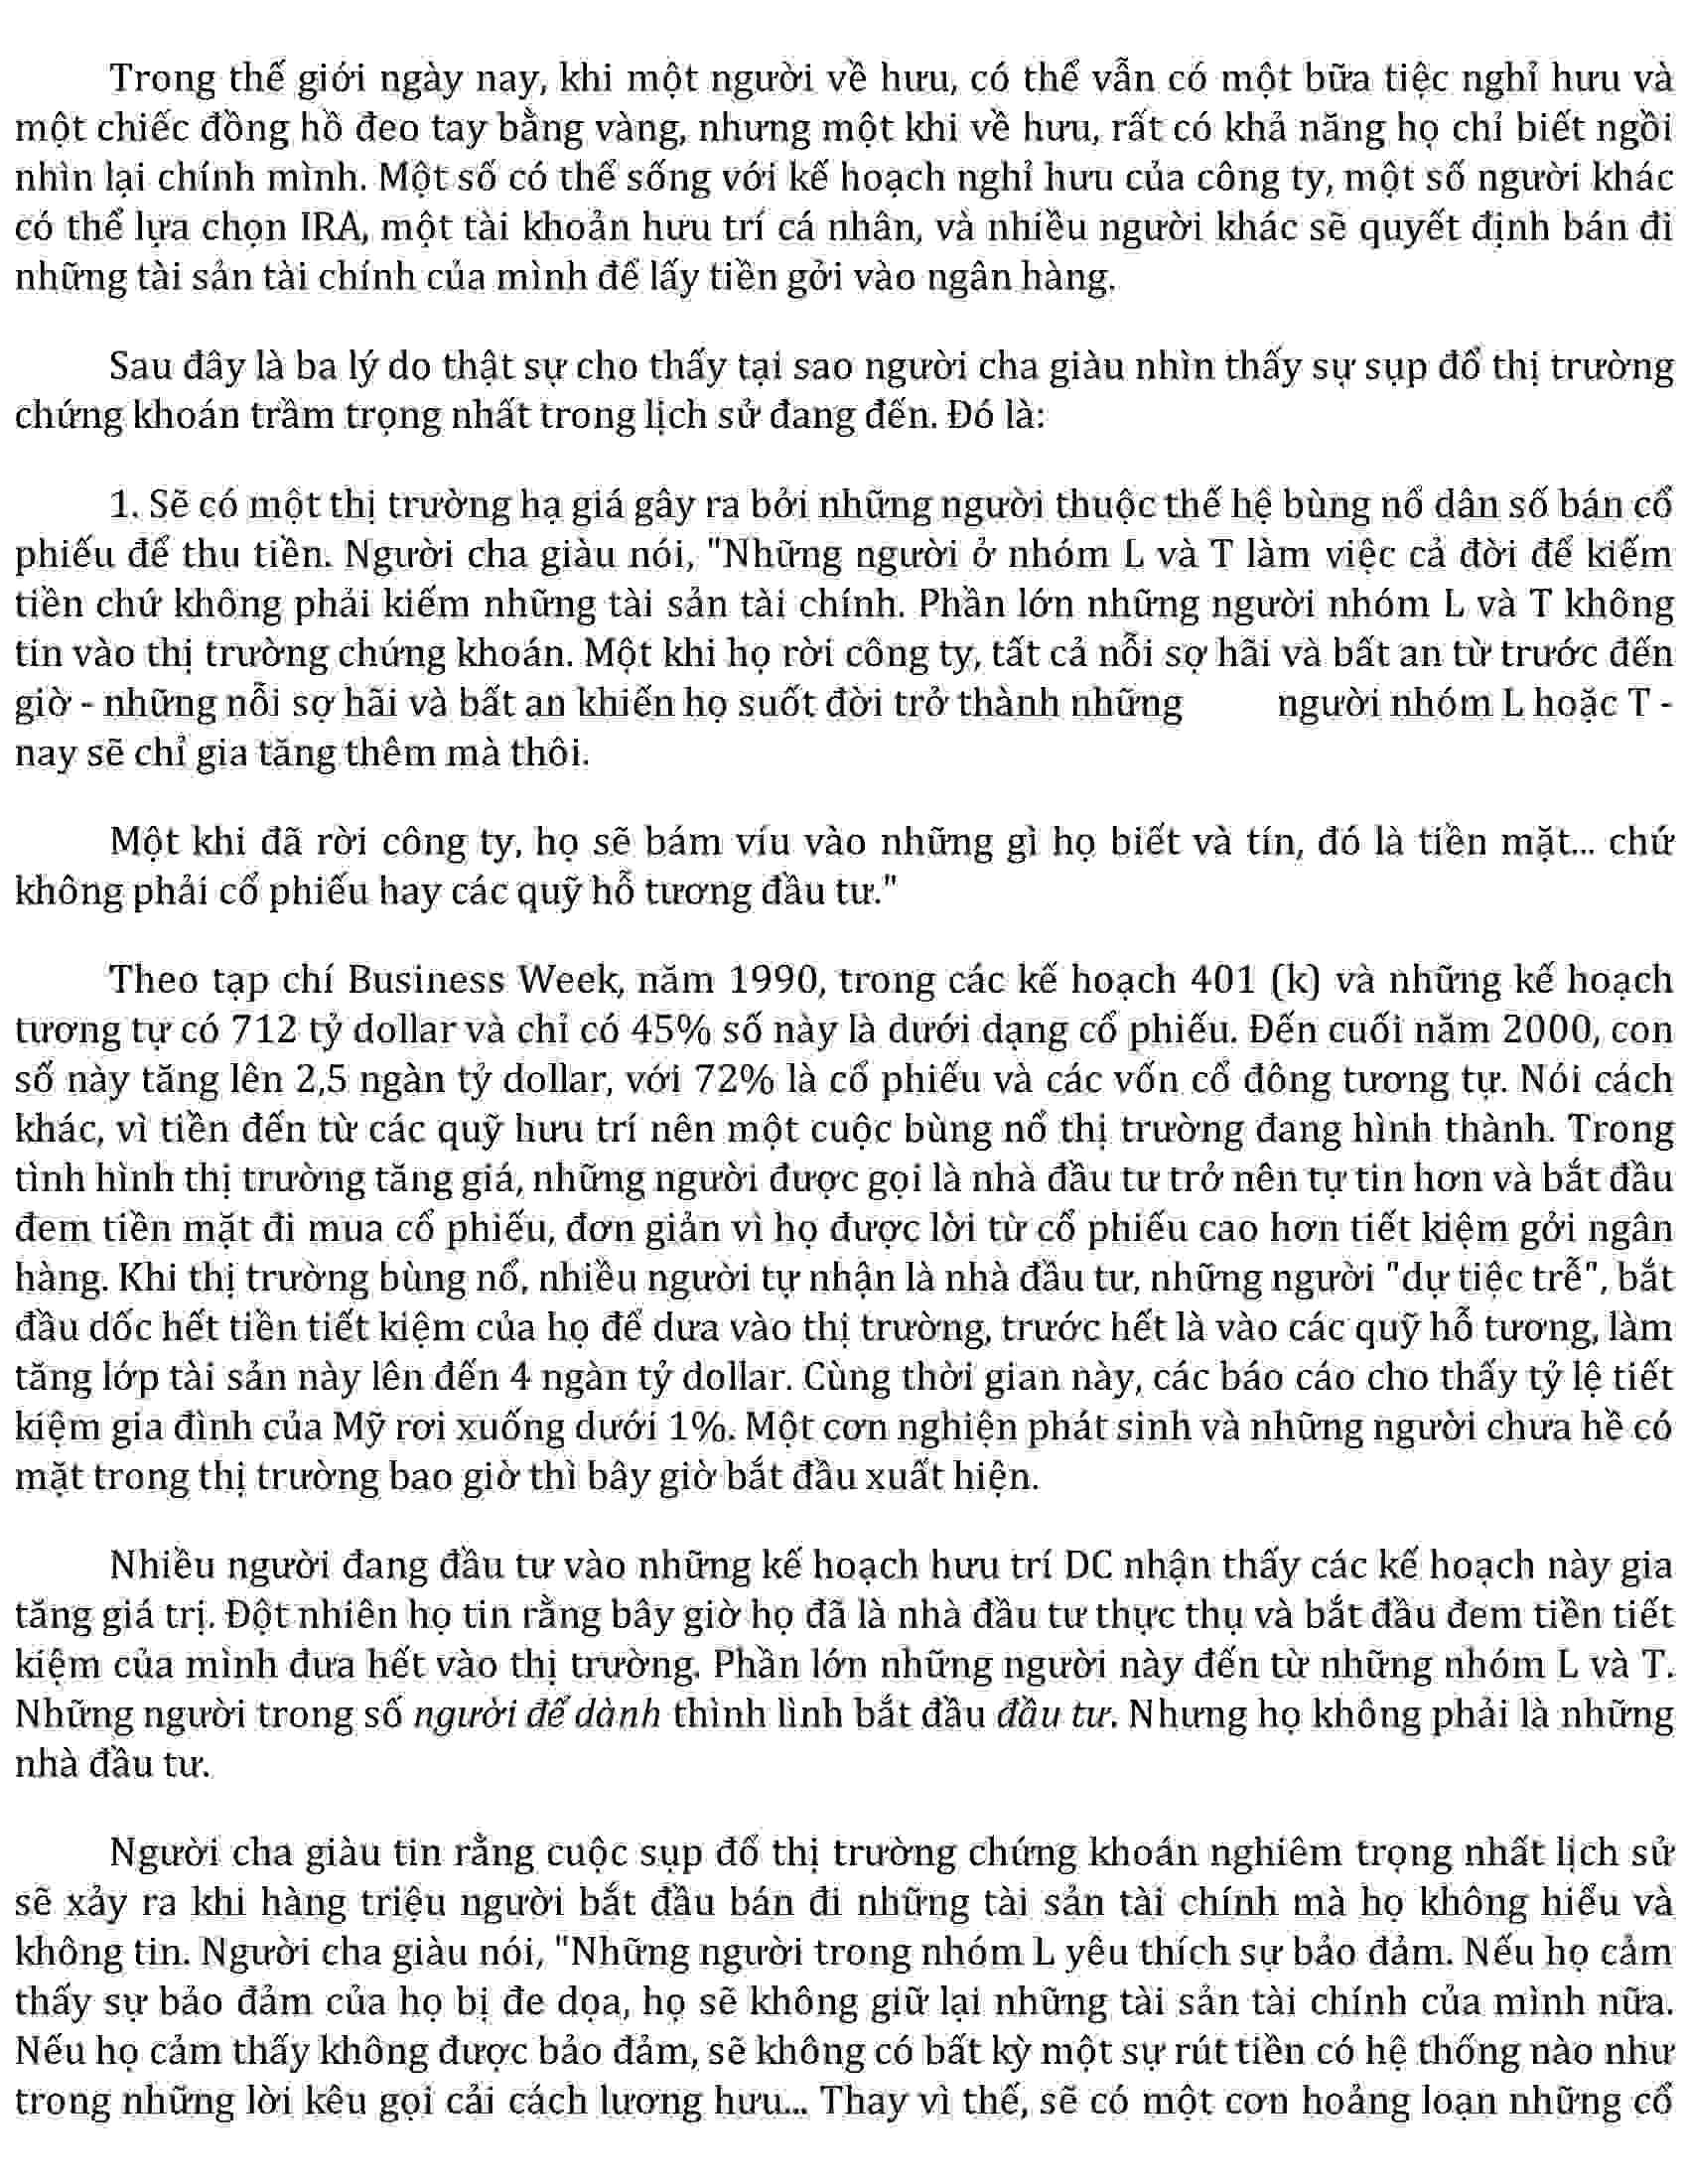 Trong thế giới ngày nay, khi một người về hưu, có thể vẫn có một bữa tiệc nghỉ hưu và
một chiếc đồng hồ đeo tay bằng vàng, nhưng một khi về hưu, rất có khả năng họ chỉ biết ngồi
nhìn lại chính mình. Một số có thể sống với kế hoạch nghỉ hưu của công ty, một số người khác
có thể lựa chọn IRA, một tài khoản hưu trí cá nhân, và nhiều người khác sẽ quyết định bán đi
những tài sản tài chính của mình để lấy tiền gởi vào ngân hàng.
Sau đây là ba lý do thật sự cho thấy tại sao người cha giàu nhìn thấy sự sụp đổ thị trường
chứng khoán trầm trọng nhất trong lịch sử đang đến. Đó là:
1. Sẽ có một thị trường hạ giá gây ra bởi những người thuộc thế hệ bùng nổ dân số bán cổ
phiếu để thu tiền. Người cha giàu nói, "Những người ở nhóm L và T làm việc cả đời để kiếm
tiền chứ không phải kiếm những tài sản tài chính. Phần lớn những người nhóm L và T không
tin vào thị trường chứng khoán. Một khi họ rời công ty, tất cả nỗi sợ hãi và bất an từ trước đến
giờ - những nỗi sợ hãi và bất an khiến họ suốt đời trở thành những người nhóm L hoặc T -
nay sẽ chỉ gia tăng thêm mà thôi.
Một khi đã rời công ty, họ sẽ bám víu vào những gì họ biết và tín, đó là tiền mặt... chứ
không phải cổ phiếu hay các quỹ hỗ tương đầu tư."
Theo tạp chí Business Week, năm 1990, trong các kế hoạch 401 (k) và những kế hoạch
tương tự có 712 tỷ dollar và chỉ có 45% số này là dưới dạng cổ phiếu. Đến cuối năm 2000, con
số này tăng lên 2,5 ngàn tỷ dollar, với 72% là cổ phiếu và các vốn cổ đông tương tự. Nói cách
khác, vì tiền đến từ các quỹ hưu trí nên một cuộc bùng nổ thị trường đang hình thành. Trong
tình hình thị trường tăng giá, những người được gọi là nhà đầu tư trở nên tự tin hơn và bắt đầu
đem tiền mặt đi mua cổ phiếu, đơn giản vì họ được lời từ cổ phiếu cao hơn tiết kiệm gởi ngân
hàng. Khi thị trường bùng nổ, nhiều người tự nhận là nhà đầu tư, những người "dự tiệc trễ", bắt
đầu dốc hết tiền tiết kiệm của họ để dưa vào thị trường, trước hết là vào các quỹ hỗ tương, làm
tăng lớp tài sản này lên đến 4 ngàn tỷ dollar. Cùng thời gian này, các báo cáo cho thấy tỷ lệ tiết
kiệm gia đình của Mỹ rơi xuống dưới 1%. Một cơn nghiện phát sinh và những người chưa hề có
mặt trong thị trường bao giờ thì bây giờ bắt đầu xuất hiện.
Nhiều người đang đầu tư vào những kế hoạch hưu trí DC nhận thấy các kế hoạch này gia
tăng giá trị. Đột nhiên họ tin rằng bây giờ họ đã là nhà đầu tư thực thụ và bắt đầu đem tiền tiết
kiệm của mình đưa hết vào thị trường. Phần lớn những người này đến từ những nhóm L và T.
Những người trong số người để dành thình lình bắt đầu đầu tư. Nhưng họ không phải là những
nhà đầu tư.
Người cha giàu tin rằng cuộc sụp đổ thị trường chứng khoán nghiêm trọng nhất lịch sử
sẽ xảy ra khi hàng triệu người bắt đầu bán đi những tài sản tài chính mà họ không hiểu và
không tin. Người cha giàu nói, "Những người trong nhóm L yêu thích sự bảo đảm. Nếu họ cảm
thấy sự bảo đảm của họ bị đe dọa, họ sẽ không giữ lại những tài sản tài chính của mình nữa.
Nếu họ cảm thấy không được bảo đảm, sẽ không có bất kỳ một sự rút tiền có hệ thống nào như
trong những lời kêu gọi cải cách lương hưu... Thay vì thế, sẽ có một cơn hoảng loạn những cổ